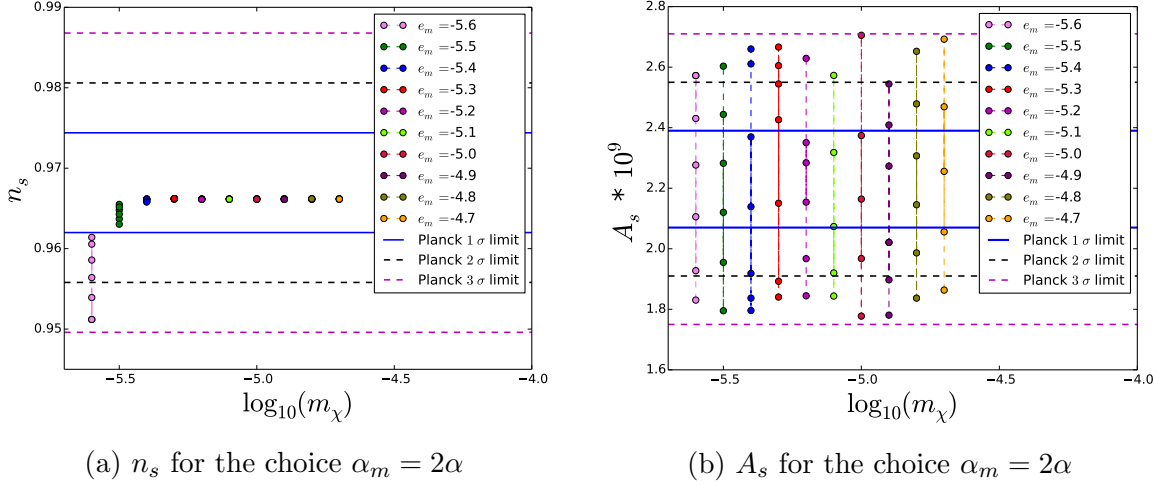 0.99
0.98
0.97
0.96
0.95
n_s
−5.5
−5.0
−4.5
−4.0
log₁₀(m_χ)
e_m =-5.6
e_m =-5.5
e_m =-5.4
e_m =-5.3
e_m =-5.2
e_m =-5.1
e_m =-5.0
e_m =-4.9
e_m =-4.8
e_m =-4.7
Planck 1 σ limit
Planck 2 σ limit
Planck 3 σ limit
(a) n_s for the choice α_m = 2α
2.8
2.6
2.4
2.2
2.0
1.8
1.6
A_s * 10⁹
−5.5
−5.0
−4.5
−4.0
log₁₀(m_χ)
e_m =-5.6
e_m =-5.5
e_m =-5.4
e_m =-5.3
e_m =-5.2
e_m =-5.1
e_m =-5.0
e_m =-4.9
e_m =-4.8
e_m =-4.7
Planck 1 σ limit
Planck 2 σ limit
Planck 3 σ limit
(b) A_s for the choice α_m = 2α